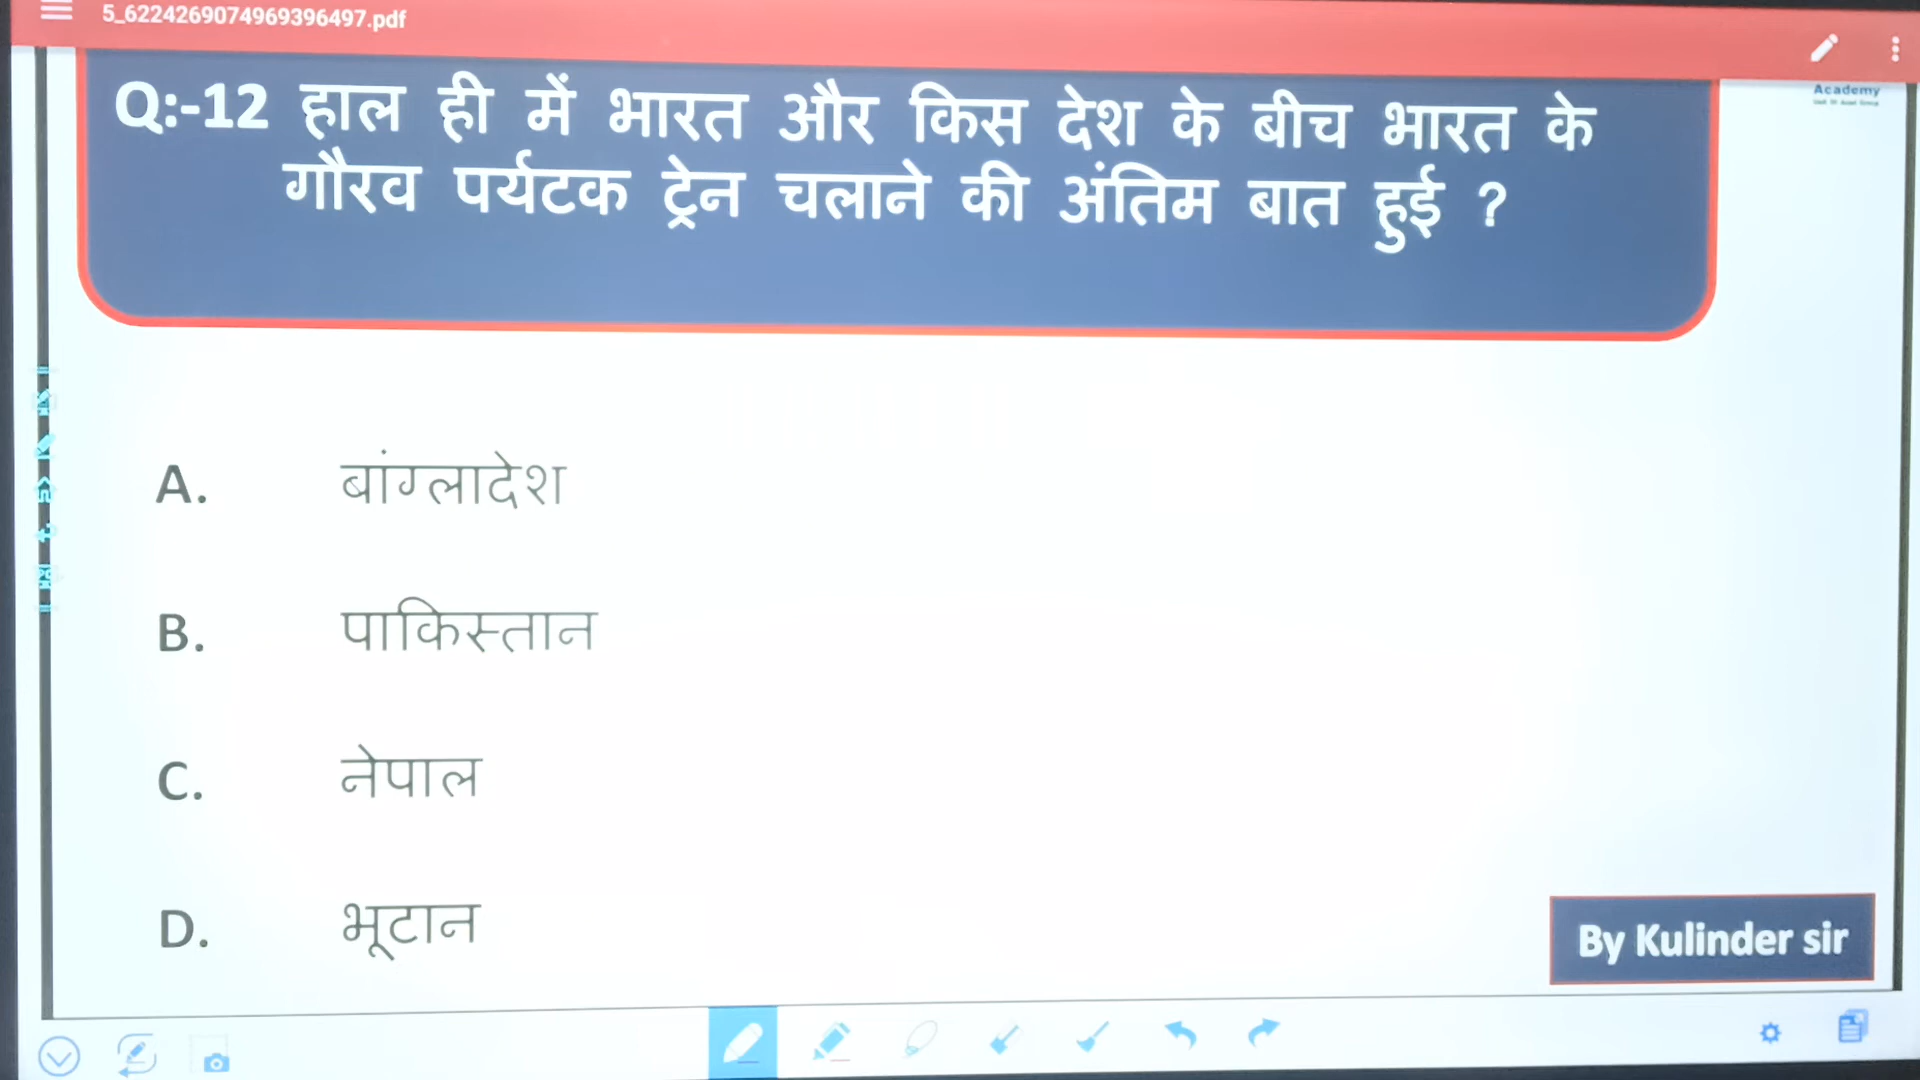 5_6224269074969396497.pdf
Academy
Q:-12 हाल ही में भारत और किस देश के बीच भारत के
गौरव पर्यटक ट्रेन चलाने की अंतिम बात हुई ?
A. बांग्लादेश
B. पाकिस्तान
C. नेपाल
D. भूटान
By Kulinder sir